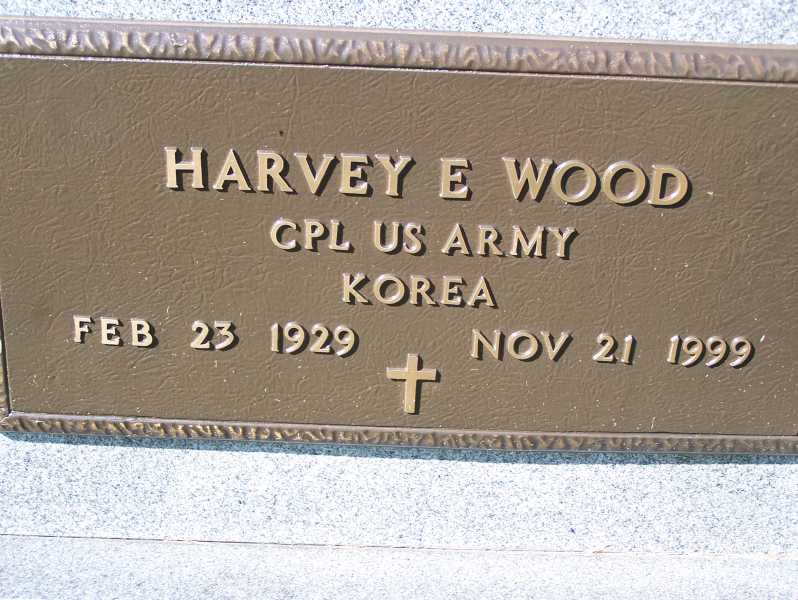 HARVEY E WOOD
CPL US ARMY
KOREA
FEB 23 1929 NOV 21 1999